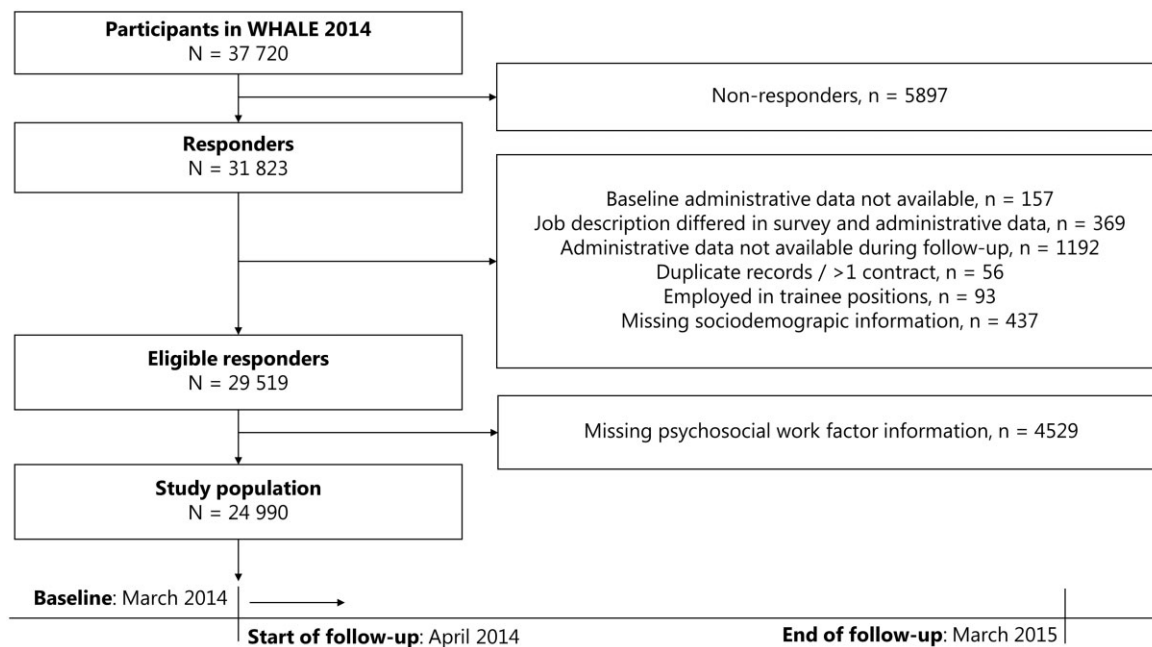 Participants in WHALE 2014
N = 37 720
Non-responders, n = 5897
Responders
N = 31 823
Baseline administrative data not available, n = 157
Job description differed in survey and administrative data, n = 369
Administrative data not available during follow-up, n = 1192
Duplicate records / >1 contract, n = 56
Employed in trainee positions, n = 93
Missing sociodemograpic information, n = 437
Eligible responders
N = 29 519
Missing psychosocial work factor information, n = 4529
Study population
N = 24 990
Baseline: March 2014
Start of follow-up: April 2014
End of follow-up: March 2015